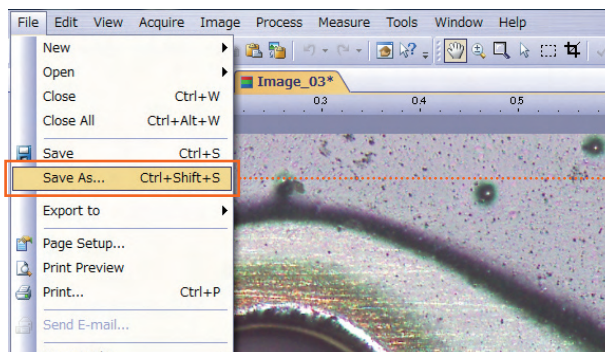 File Edit View Acquire Image Process Measure Tools Window Help
New
Open
Close Ctrl+W
Close All Ctrl+Alt+W
Save Ctrl+S
Save As... Ctrl+Shift+S
Export to
Page Setup...
Print Preview
Print... Ctrl+P
Send E-mail...
Image_03*
0.3 0.4 0.5